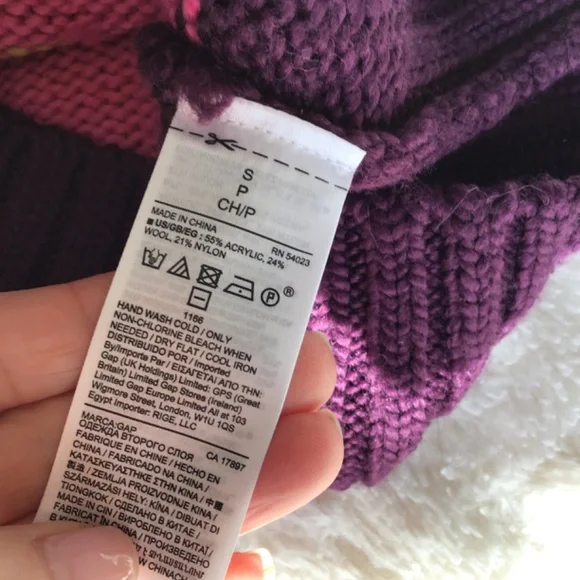 S
P
CH/P
MADE IN CHINA RN 54023
■ US/GB/EG : 55% ACRYLIC, 24%
WOOL, 21% NYLON
P ®
1166
HAND WASH COLD / ONLY
NON-CHLORINE BLEACH WHEN
NEEDED / DRY FLAT / COOL IRON
DISTRIBUIDO POR / Imported
By/Importe Par / ΕΙΣΑΓΕΤΑΙ ΑΠΟ ΤΗΝ:
Gap (UK Holdings) Limited: GPS (Great
Britain) Limited Gap Stores (Ireland)
Limited Gap Europe Limited All at 103
Wigmore Street, London, W1U 1QS
Egypt Importer: RIGE, LLC
MARCA:GAP CA 17897
ОДЕЖДА ВТОРОГО СЛОЯ
FABRIQUE EN CHINE / HECHO EN
CHINA / FABRICADO NA CHINA /
ΚΑΤΑΣΚΕΥΑΣΤΗΚΕ ΣΤΗΝ ΚΙΝΑ / 中國
製造 / ZEMLJA PROIZVODNJE KINA /
SZÁRMAZÁSI HELY: KÍNA / DIBUAT DI
TIONGKOK / СДЕЛАНО В КИТАЕ /
MADE IN CIN / ВИРОБЛЕНО В КИТАЇ /
FABRICAT ÎN CHINA / ПРОИЗВЕДЕНО